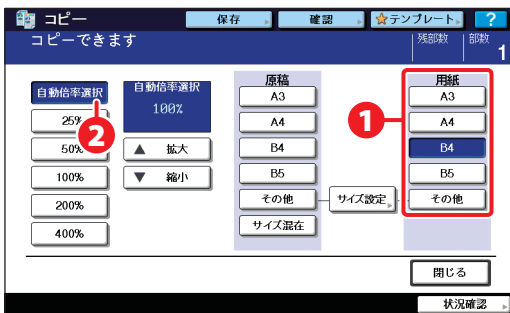 コピー 保存 確認 テンプレート ?
コピーできます 残部数 部数 1
自動倍率選択
25%
50%
100%
200%
400%
自動倍率選択
100%
▲ 拡大
▼ 縮小
原稿
A3
A4
B4
B5
その他
サイズ混在
サイズ設定
用紙
A3
A4
B4
B5
その他
1
2
閉じる
状況確認